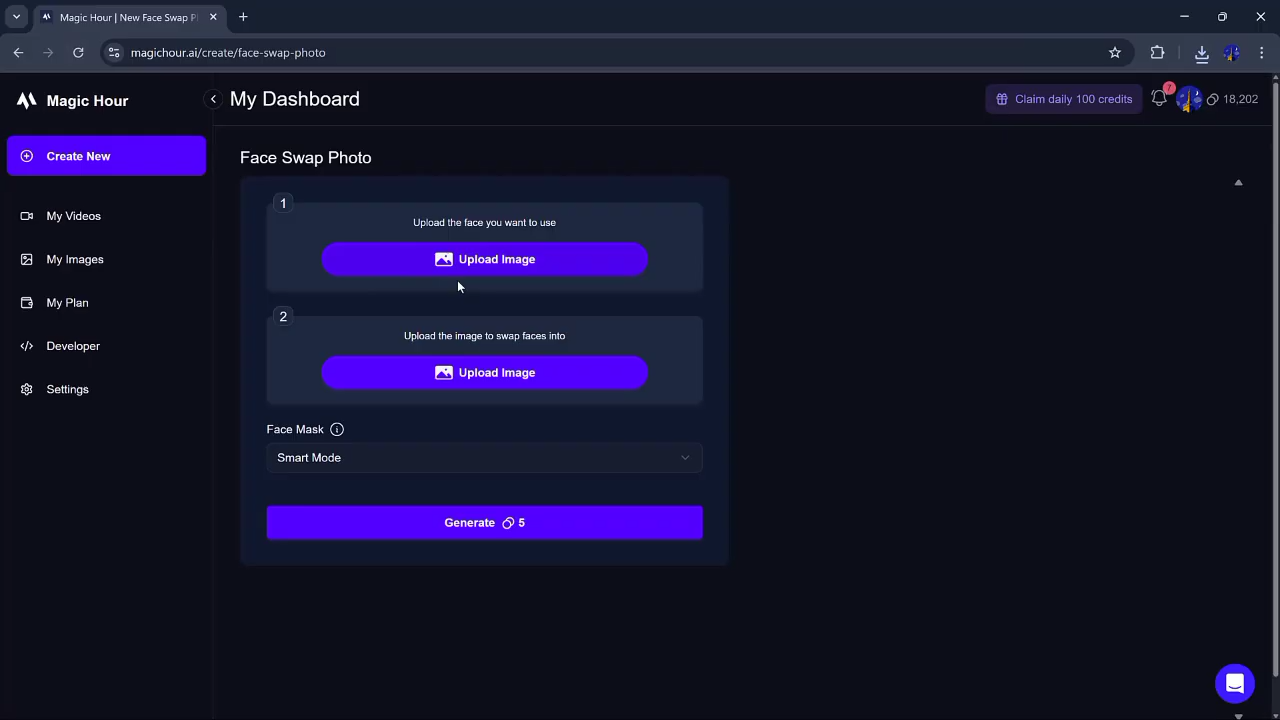 Magic Hour | New Face Swap P
magichour.ai/create/face-swap-photo
Magic Hour
My Dashboard
Claim daily 100 credits
7
18,202
Create New
My Videos
My Images
My Plan
Developer
Settings
Face Swap Photo
1
Upload the face you want to use
Upload Image
2
Upload the image to swap faces into
Upload Image
Face Mask
Smart Mode
Generate 5